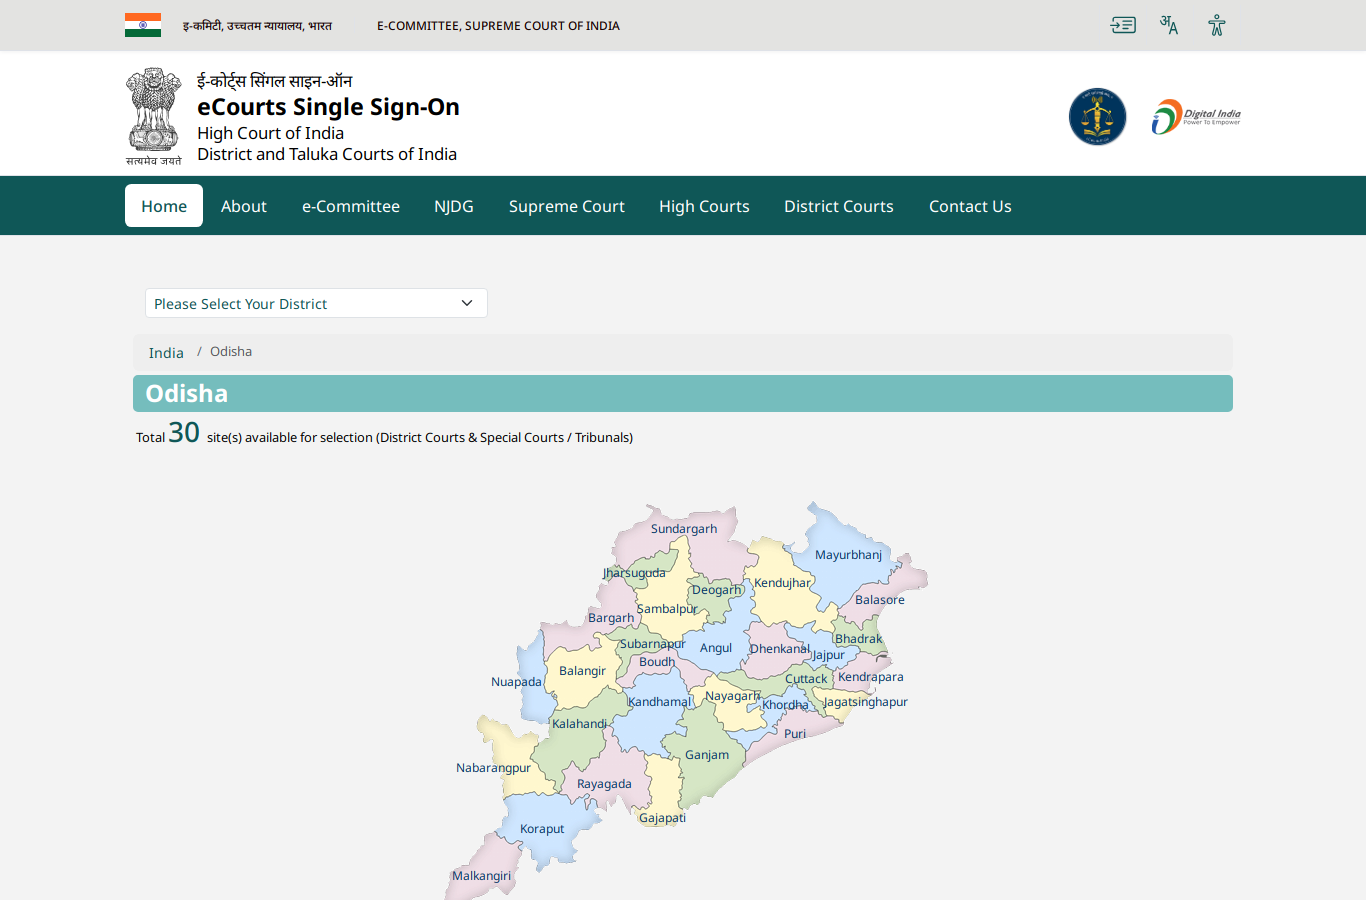 इ-कमिटी, उच्चतम न्यायालय, भारत
E-COMMITTEE, SUPREME COURT OF INDIA
अ A
ई-कोर्ट्स सिंगल साइन-ऑन
eCourts Single Sign-On
High Court of India
District and Taluka Courts of India
सत्यमेव जयते
Digital India
Power To Empower
Home
About
e-Committee
NJDG
Supreme Court
High Courts
District Courts
Contact Us
Please Select Your District
India / Odisha
Odisha
Total 30 site(s) available for selection (District Courts & Special Courts / Tribunals)
Sundargarh
Mayurbhanj
Jharsuguda
Kendujhar
Deogarh
Balasore
Sambalpur
Bargarh
Bhadrak
Subarnapur
Angul
Dhenkanal
Jajpur
Boudh
Balangir
Kendrapara
Cuttack
Nuapada
Nayagarh
Kandhamal
Khordha
Jagatsinghapur
Kalahandi
Puri
Ganjam
Nabarangpur
Rayagada
Gajapati
Koraput
Malkangiri